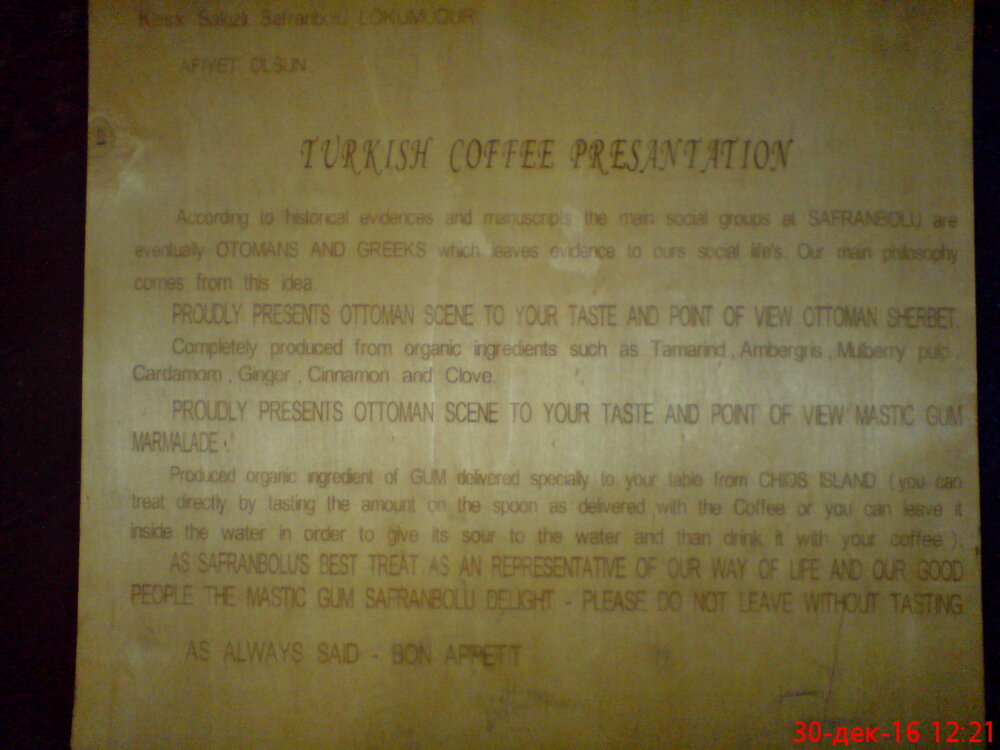 Klasik Sakızlı Safranbolu LOKUMUDUR
AFİYET OLSUN
TURKISH COFFEE PRESANTATION
According to historical evidences and manuscripts the main social groups at SAFRANBOLU are
eventually OTOMANS AND GREEKS which leaves evidence to ours social life's. Our main philosophy
comes from this idea.
PROUDLY PRESENTS OTTOMAN SCENE TO YOUR TASTE AND POINT OF VIEW OTTOMAN SHERBET.
Completely produced from organic ingredients such as Tamarind , Ambergris , Mulberry pulp ,
Cardamom , Ginger , Cinnamon and Clove.
PROUDLY PRESENTS OTTOMAN SCENE TO YOUR TASTE AND POINT OF VIEW MASTIC GUM
MARMALADE .
Produced organic ingredient of GUM delivered specially to your table from CHIOS ISLAND ( you can
treat directly by tasting the amount on the spoon as delivered with the Coffee or you can leave it
inside the water in order to give its sour to the water and than drink it with your coffee ).
AS SAFRANBOLU'S BEST TREAT AS AN REPRESENTATIVE OF OUR WAY OF LIFE AND OUR GOOD
PEOPLE THE MASTIC GUM SAFRANBOLU DELIGHT - PLEASE DO NOT LEAVE WITHOUT TASTING
AS ALWAYS SAID - BON APPETIT
30-дек-16 12:21